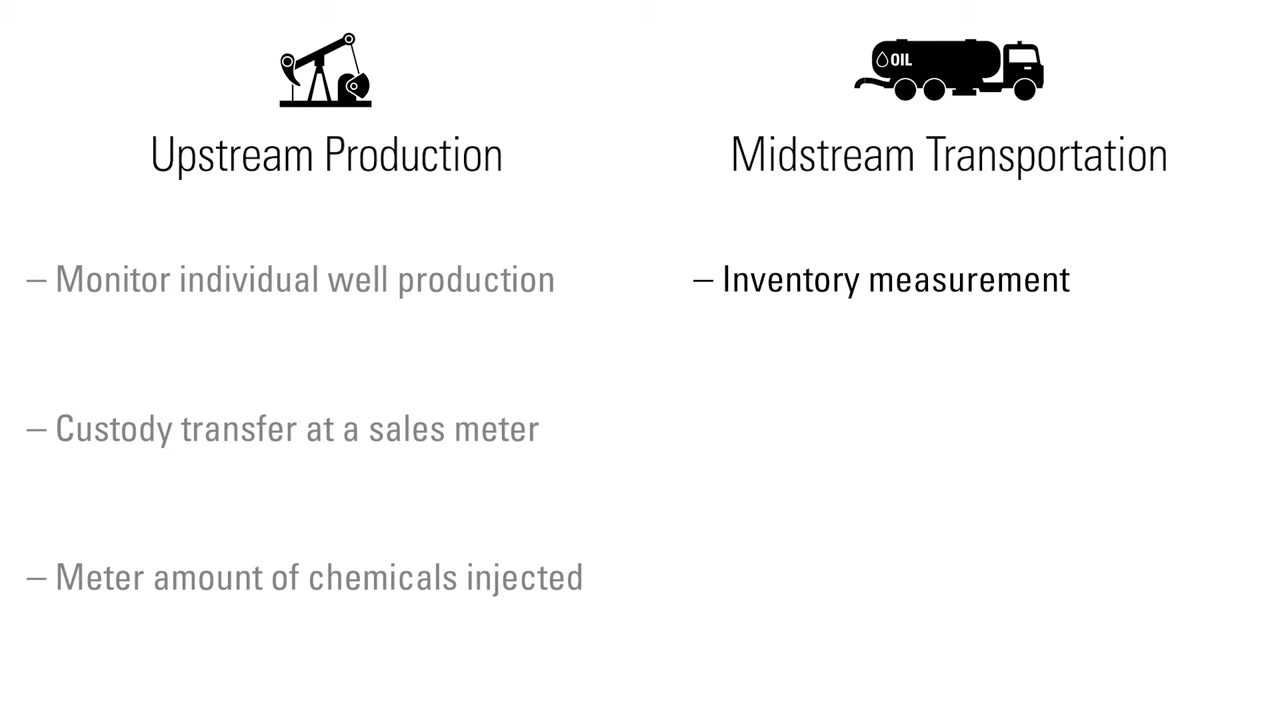 OIL
Upstream Production
Midstream Transportation
– Monitor individual well production
– Inventory measurement
– Custody transfer at a sales meter
– Meter amount of chemicals injected